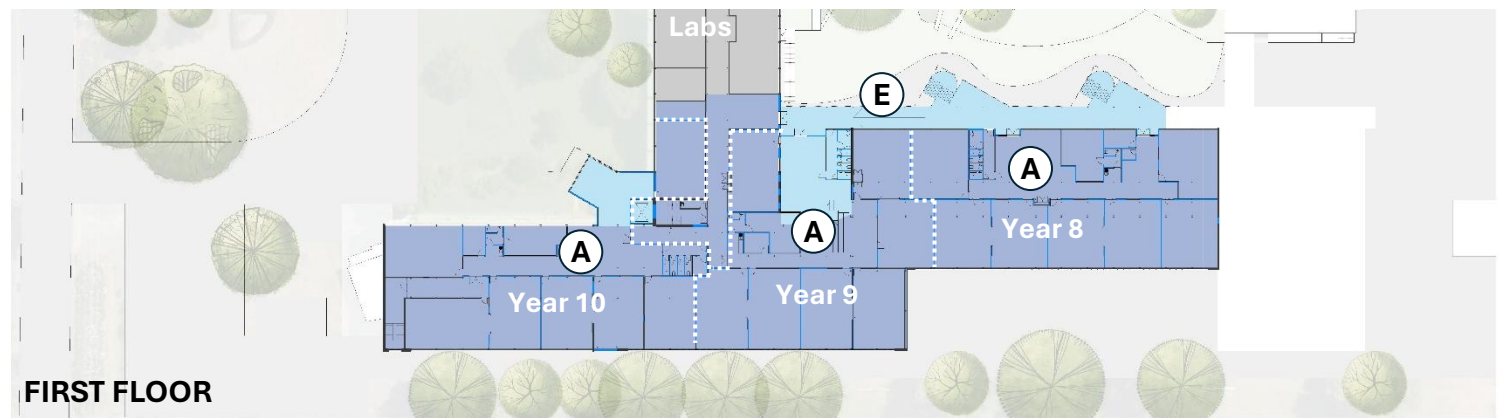 Labs
E
A
Year 8
A
A
Year 10
Year 9
FIRST FLOOR